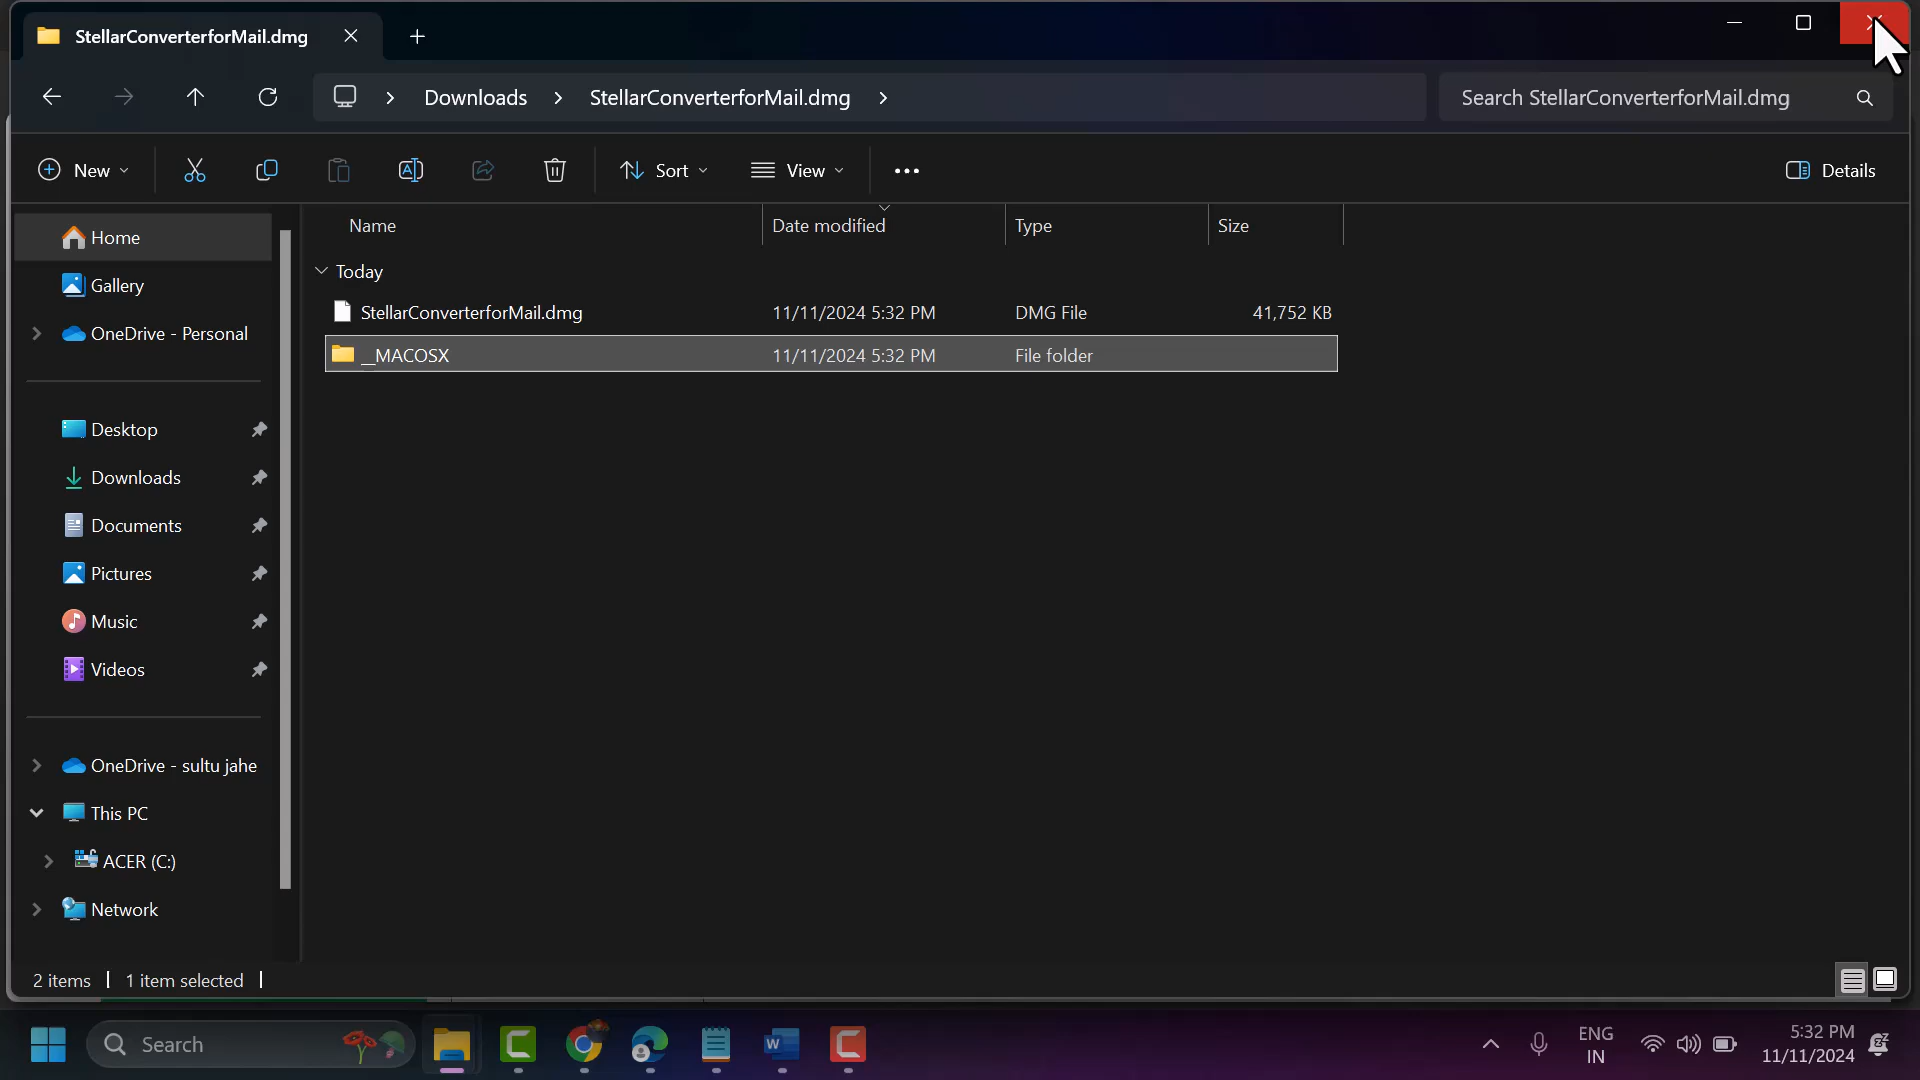 StellarConverterforMail.dmg
Downloads
StellarConverterforMail.dmg
Search StellarConverterforMail.dmg
New
Sort
View
Details
Name
Date modified
Type
Size
Today
StellarConverterforMail.dmg 11/11/2024 5:32 PM DMG File 41,752 KB
__MACOSX 11/11/2024 5:32 PM File folder
Home
Gallery
OneDrive - Personal
Desktop
Downloads
Documents
Pictures
Music
Videos
OneDrive - sultu jahe
This PC
ACER (C:)
Network
2 items
1 item selected
Search
ENG
IN
5:32 PM
11/11/2024